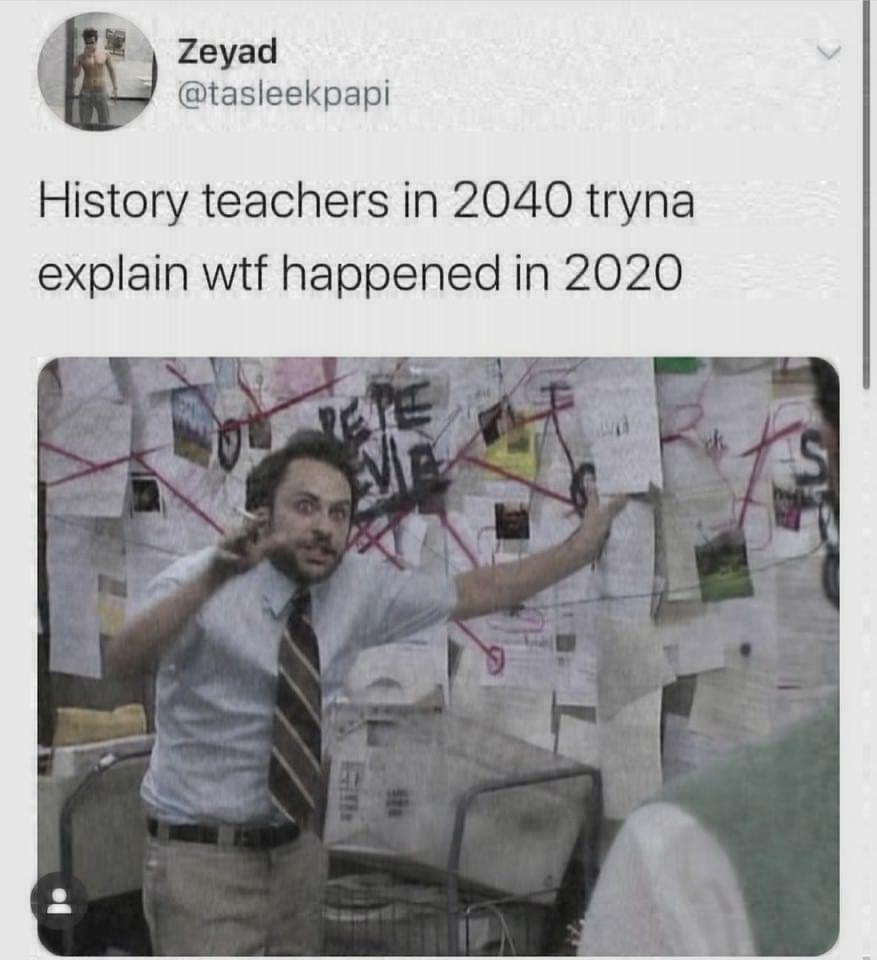 Zeyad
@tasleekpapi
History teachers in 2040 tryna
explain wtf happened in 2020
PEPE